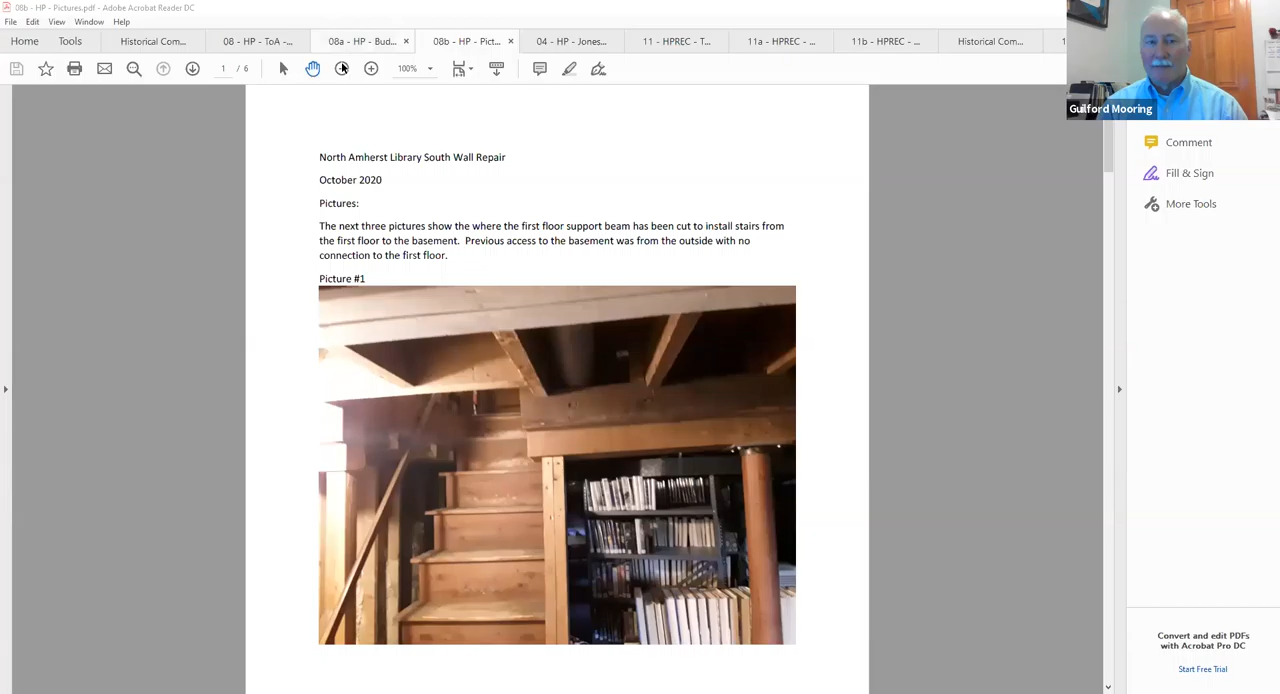 08b - HP - Pictures.pdf - Adobe Acrobat Reader DC
File Edit View Window Help
Home Tools Historical Com... 08 - HP - ToA -... 08a - HP - Bud... × 08b - HP - Pict... × 04 - HP - Jones... 11 - HPREC - T... 11a - HPREC - ... 11b - HPREC - ... Historical Com... 1
1 / 6 100%
Guilford Mooring
Comment
Fill & Sign
More Tools
North Amherst Library South Wall Repair
October 2020
Pictures:
The next three pictures show the where the first floor support beam has been cut to install stairs from
the first floor to the basement. Previous access to the basement was from the outside with no
connection to the first floor.
Picture #1
Convert and edit PDFs
with Acrobat Pro DC
Start Free Trial